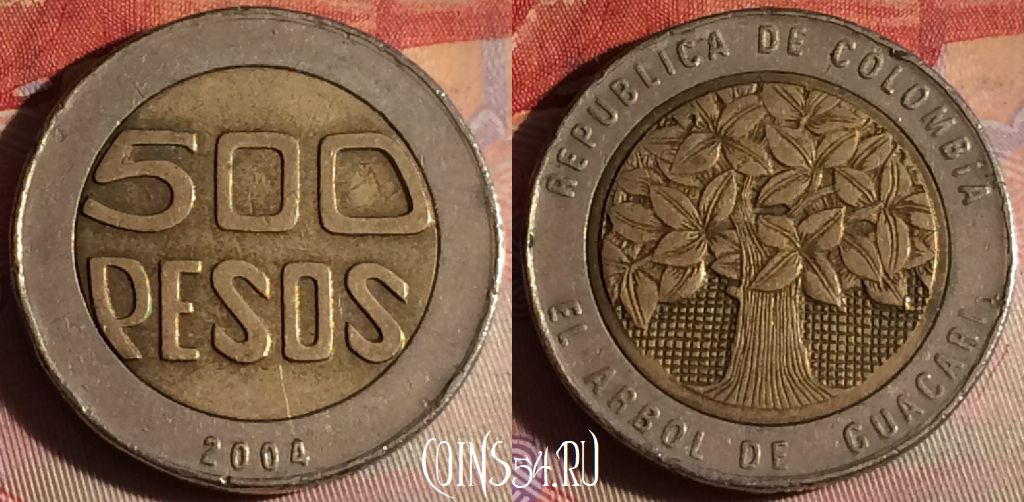 500
PESOS
2004
REPUBLICA DE COLOMBIA
EL ARBOL DE GUACARI
COINS54.RU